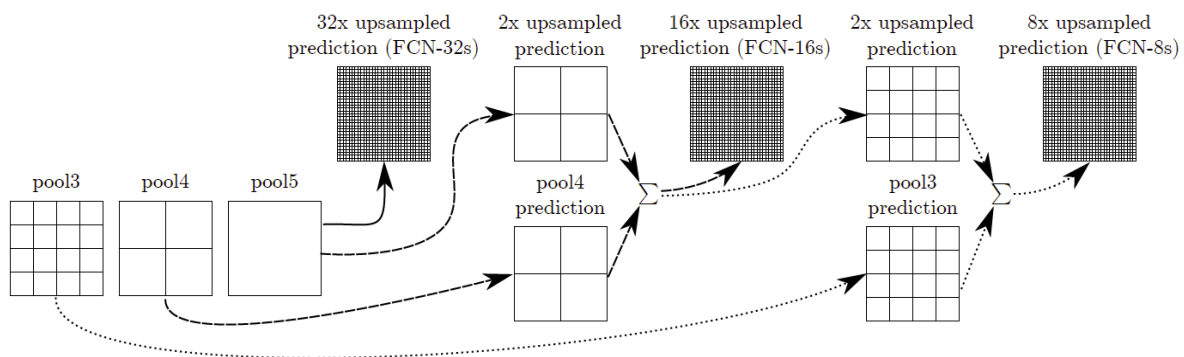 32x upsampled
prediction (FCN-32s)
2x upsampled
prediction
16x upsampled
prediction (FCN-16s)
2x upsampled
prediction
8x upsampled
prediction (FCN-8s)
pool3
pool4
pool5
pool4
prediction
∑
pool3
prediction
∑